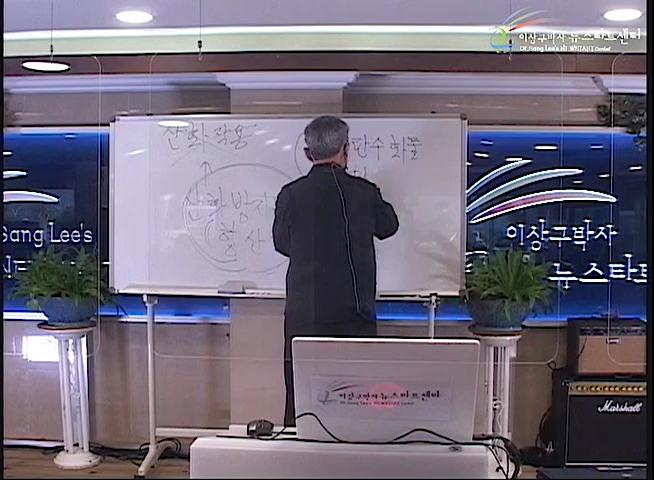 이상구박사 뉴스타트센터
Dr. Sang Lee's NEWSTART Center
산화작용
탄수화물
산화방지
(항산
Sang Lee's
이상구박사
뉴스타트
이상구박사 뉴스타트센터
Marshall